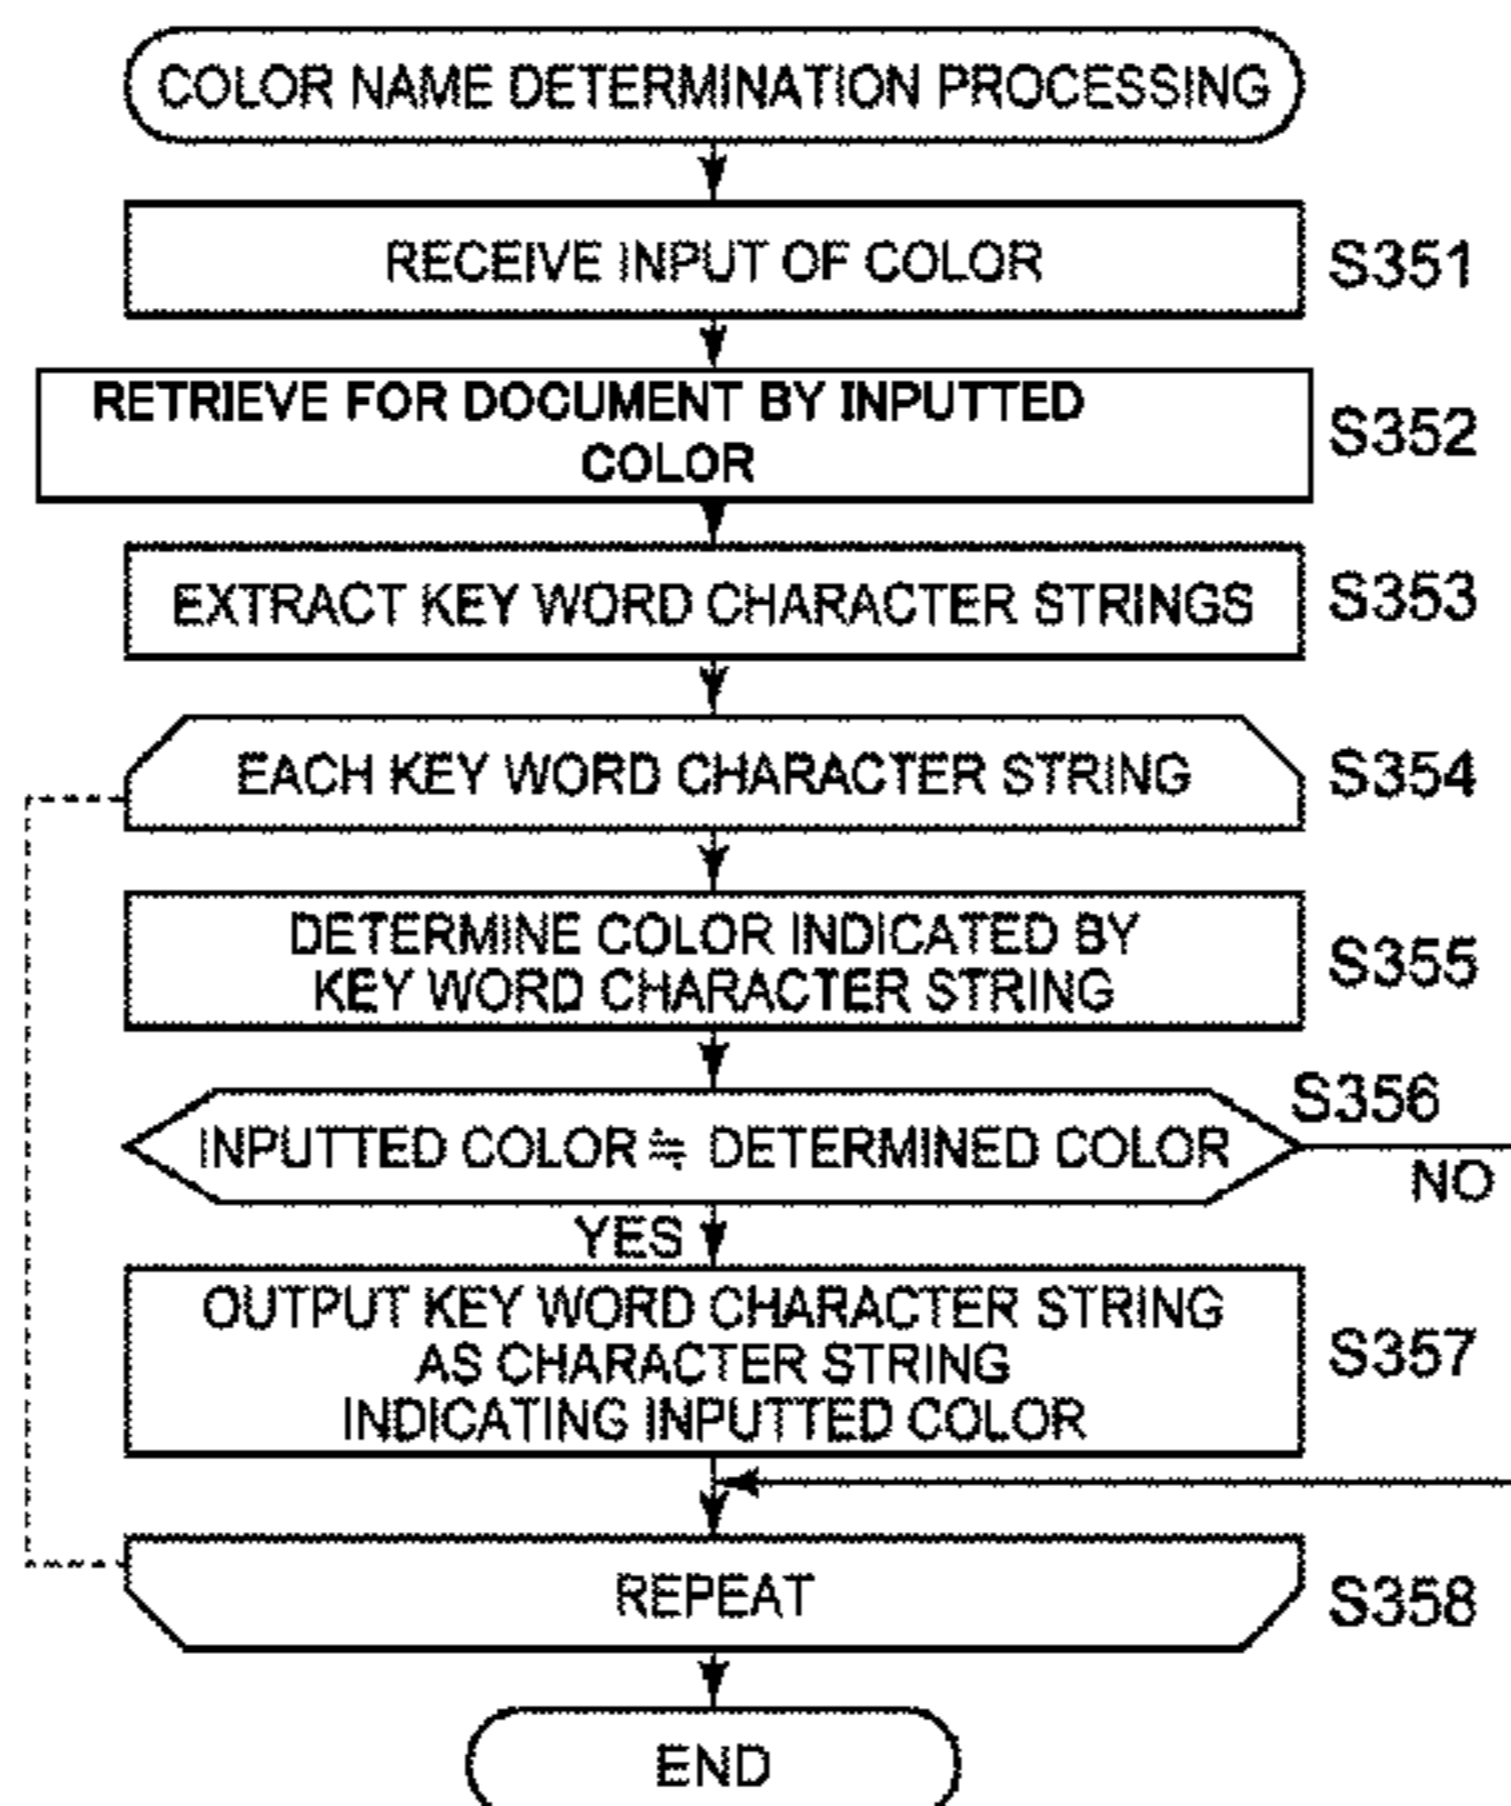 COLOR NAME DETERMINATION PROCESSING
RECEIVE INPUT OF COLOR
S351
RETRIEVE FOR DOCUMENT BY INPUTTED
COLOR
S352
EXTRACT KEY WORD CHARACTER STRINGS
S353
EACH KEY WORD CHARACTER STRING
S354
DETERMINE COLOR INDICATED BY
KEY WORD CHARACTER STRING
S355
S356
INPUTTED COLOR ≒ DETERMINED COLOR
NO
YES
OUTPUT KEY WORD CHARACTER STRING
AS CHARACTER STRING
INDICATING INPUTTED COLOR
S357
REPEAT
S358
END